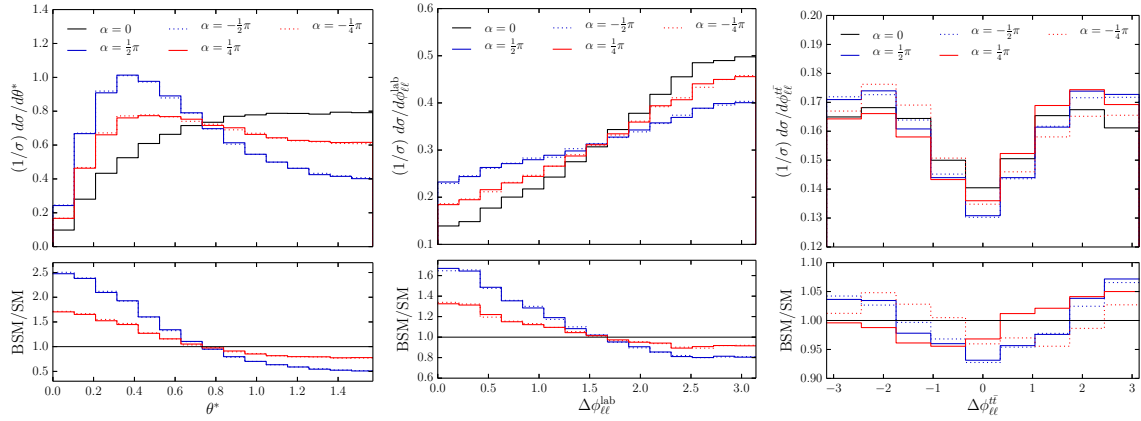 1.4
1.2
1.0
0.8
0.6
0.4
0.2
0.0
(1/σ) dσ/dθ*
α = 0
α = ½π
α = −½π
α = ¼π
α = −¼π
2.5
2.0
1.5
1.0
0.5
BSM/SM
0.0 0.2 0.4 0.6 0.8 1.0 1.2 1.4
θ*
0.6
0.5
0.4
0.3
0.2
0.1
(1/σ) dσ/dϕ_{ℓℓ}^{lab}
α = 0
α = ½π
α = −½π
α = ¼π
α = −¼π
1.6
1.4
1.2
1.0
0.8
0.6
BSM/SM
0.0 0.5 1.0 1.5 2.0 2.5 3.0
Δϕ_{ℓℓ}^{lab}
0.20
0.19
0.18
0.17
0.16
0.15
0.14
0.13
0.12
(1/σ) dσ/dϕ_{ℓℓ}^{tt̄}
α = 0
α = ½π
α = −½π
α = ¼π
α = −¼π
1.10
1.05
1.00
0.95
0.90
BSM/SM
−3 −2 −1 0 1 2 3
Δϕ_{ℓℓ}^{tt̄}